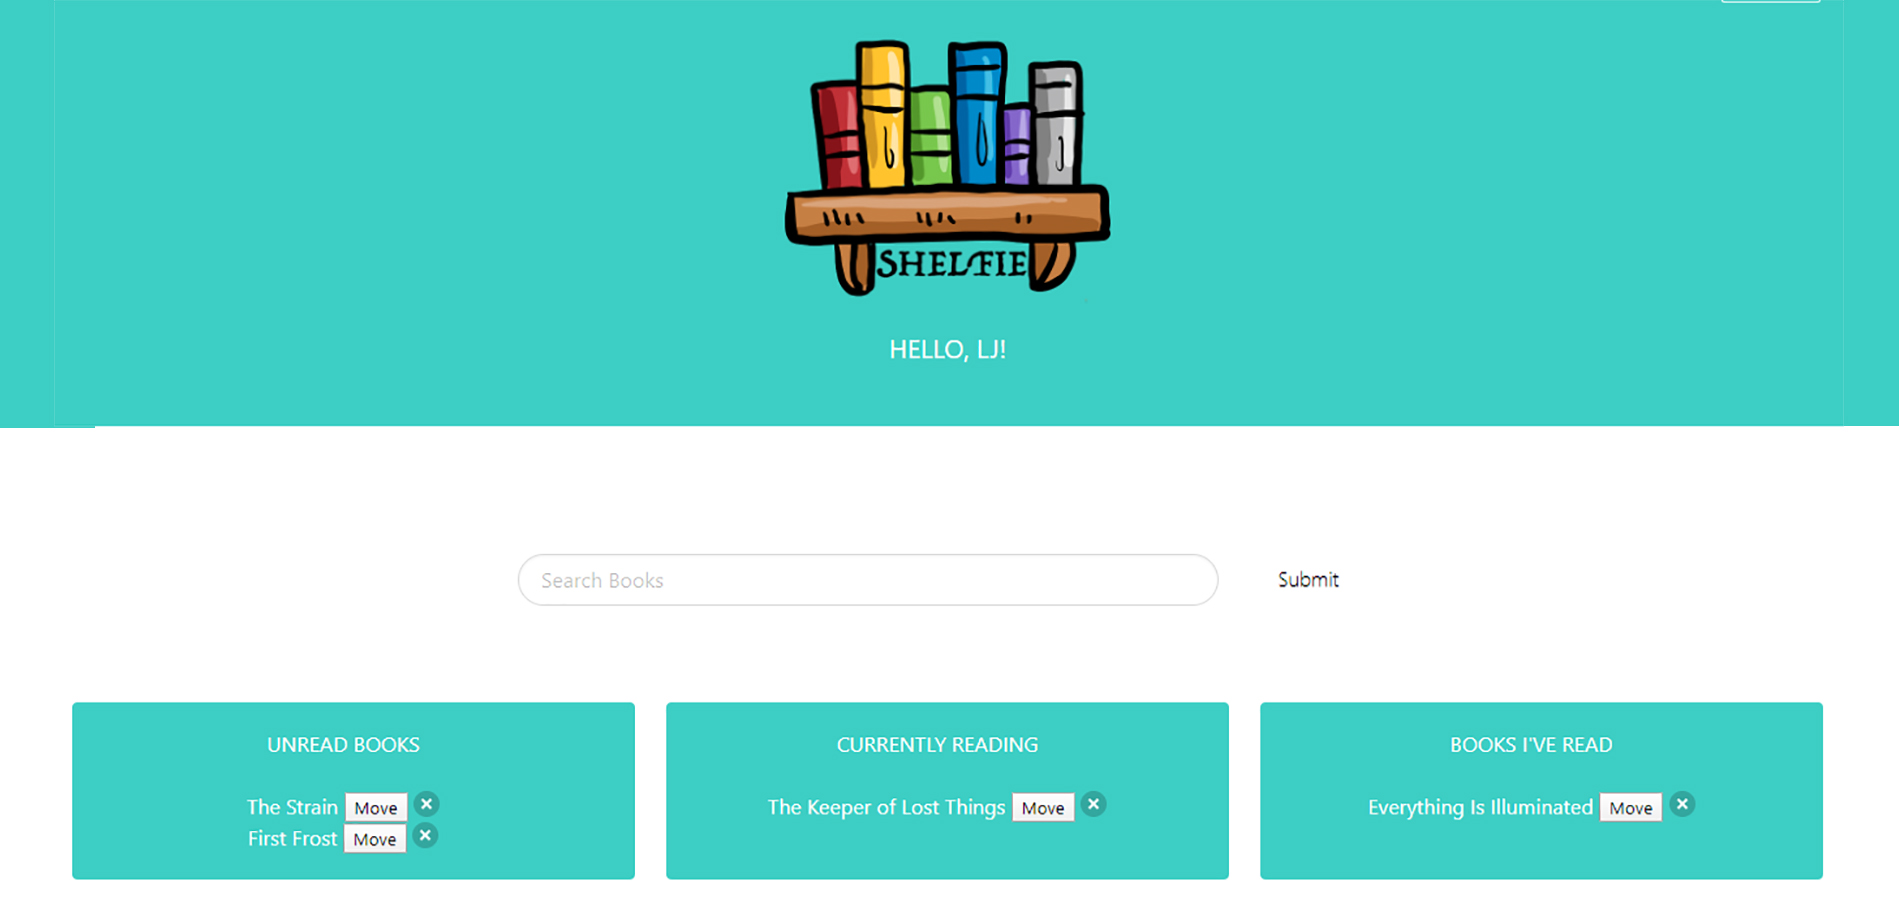 SHELFIE
HELLO, LJ!
Search Books
Submit
UNREAD BOOKS
The Strain Move
First Frost Move
CURRENTLY READING
The Keeper of Lost Things Move
BOOKS I'VE READ
Everything Is Illuminated Move